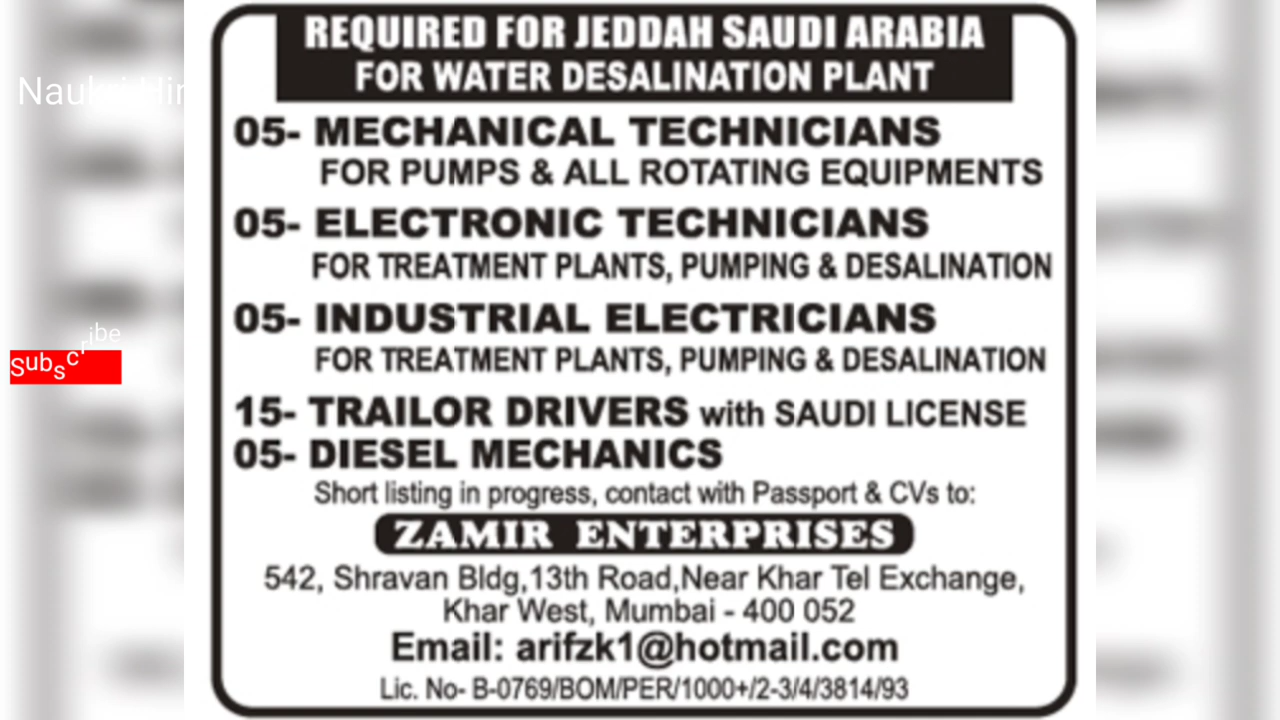 REQUIRED FOR JEDDAH SAUDI ARABIA
FOR WATER DESALINATION PLANT
05- MECHANICAL TECHNICIANS
FOR PUMPS & ALL ROTATING EQUIPMENTS
05- ELECTRONIC TECHNICIANS
FOR TREATMENT PLANTS, PUMPING & DESALINATION
05- INDUSTRIAL ELECTRICIANS
FOR TREATMENT PLANTS, PUMPING & DESALINATION
15- TRAILOR DRIVERS with SAUDI LICENSE
05- DIESEL MECHANICS
Short listing in progress, contact with Passport & CVs to:
ZAMIR ENTERPRISES
542, Shravan Bldg,13th Road,Near Khar Tel Exchange,
Khar West, Mumbai - 400 052
Email: arifzk1@hotmail.com
Lic. No- B-0769/BOM/PER/1000+/2-3/4/3814/93
Subscribe